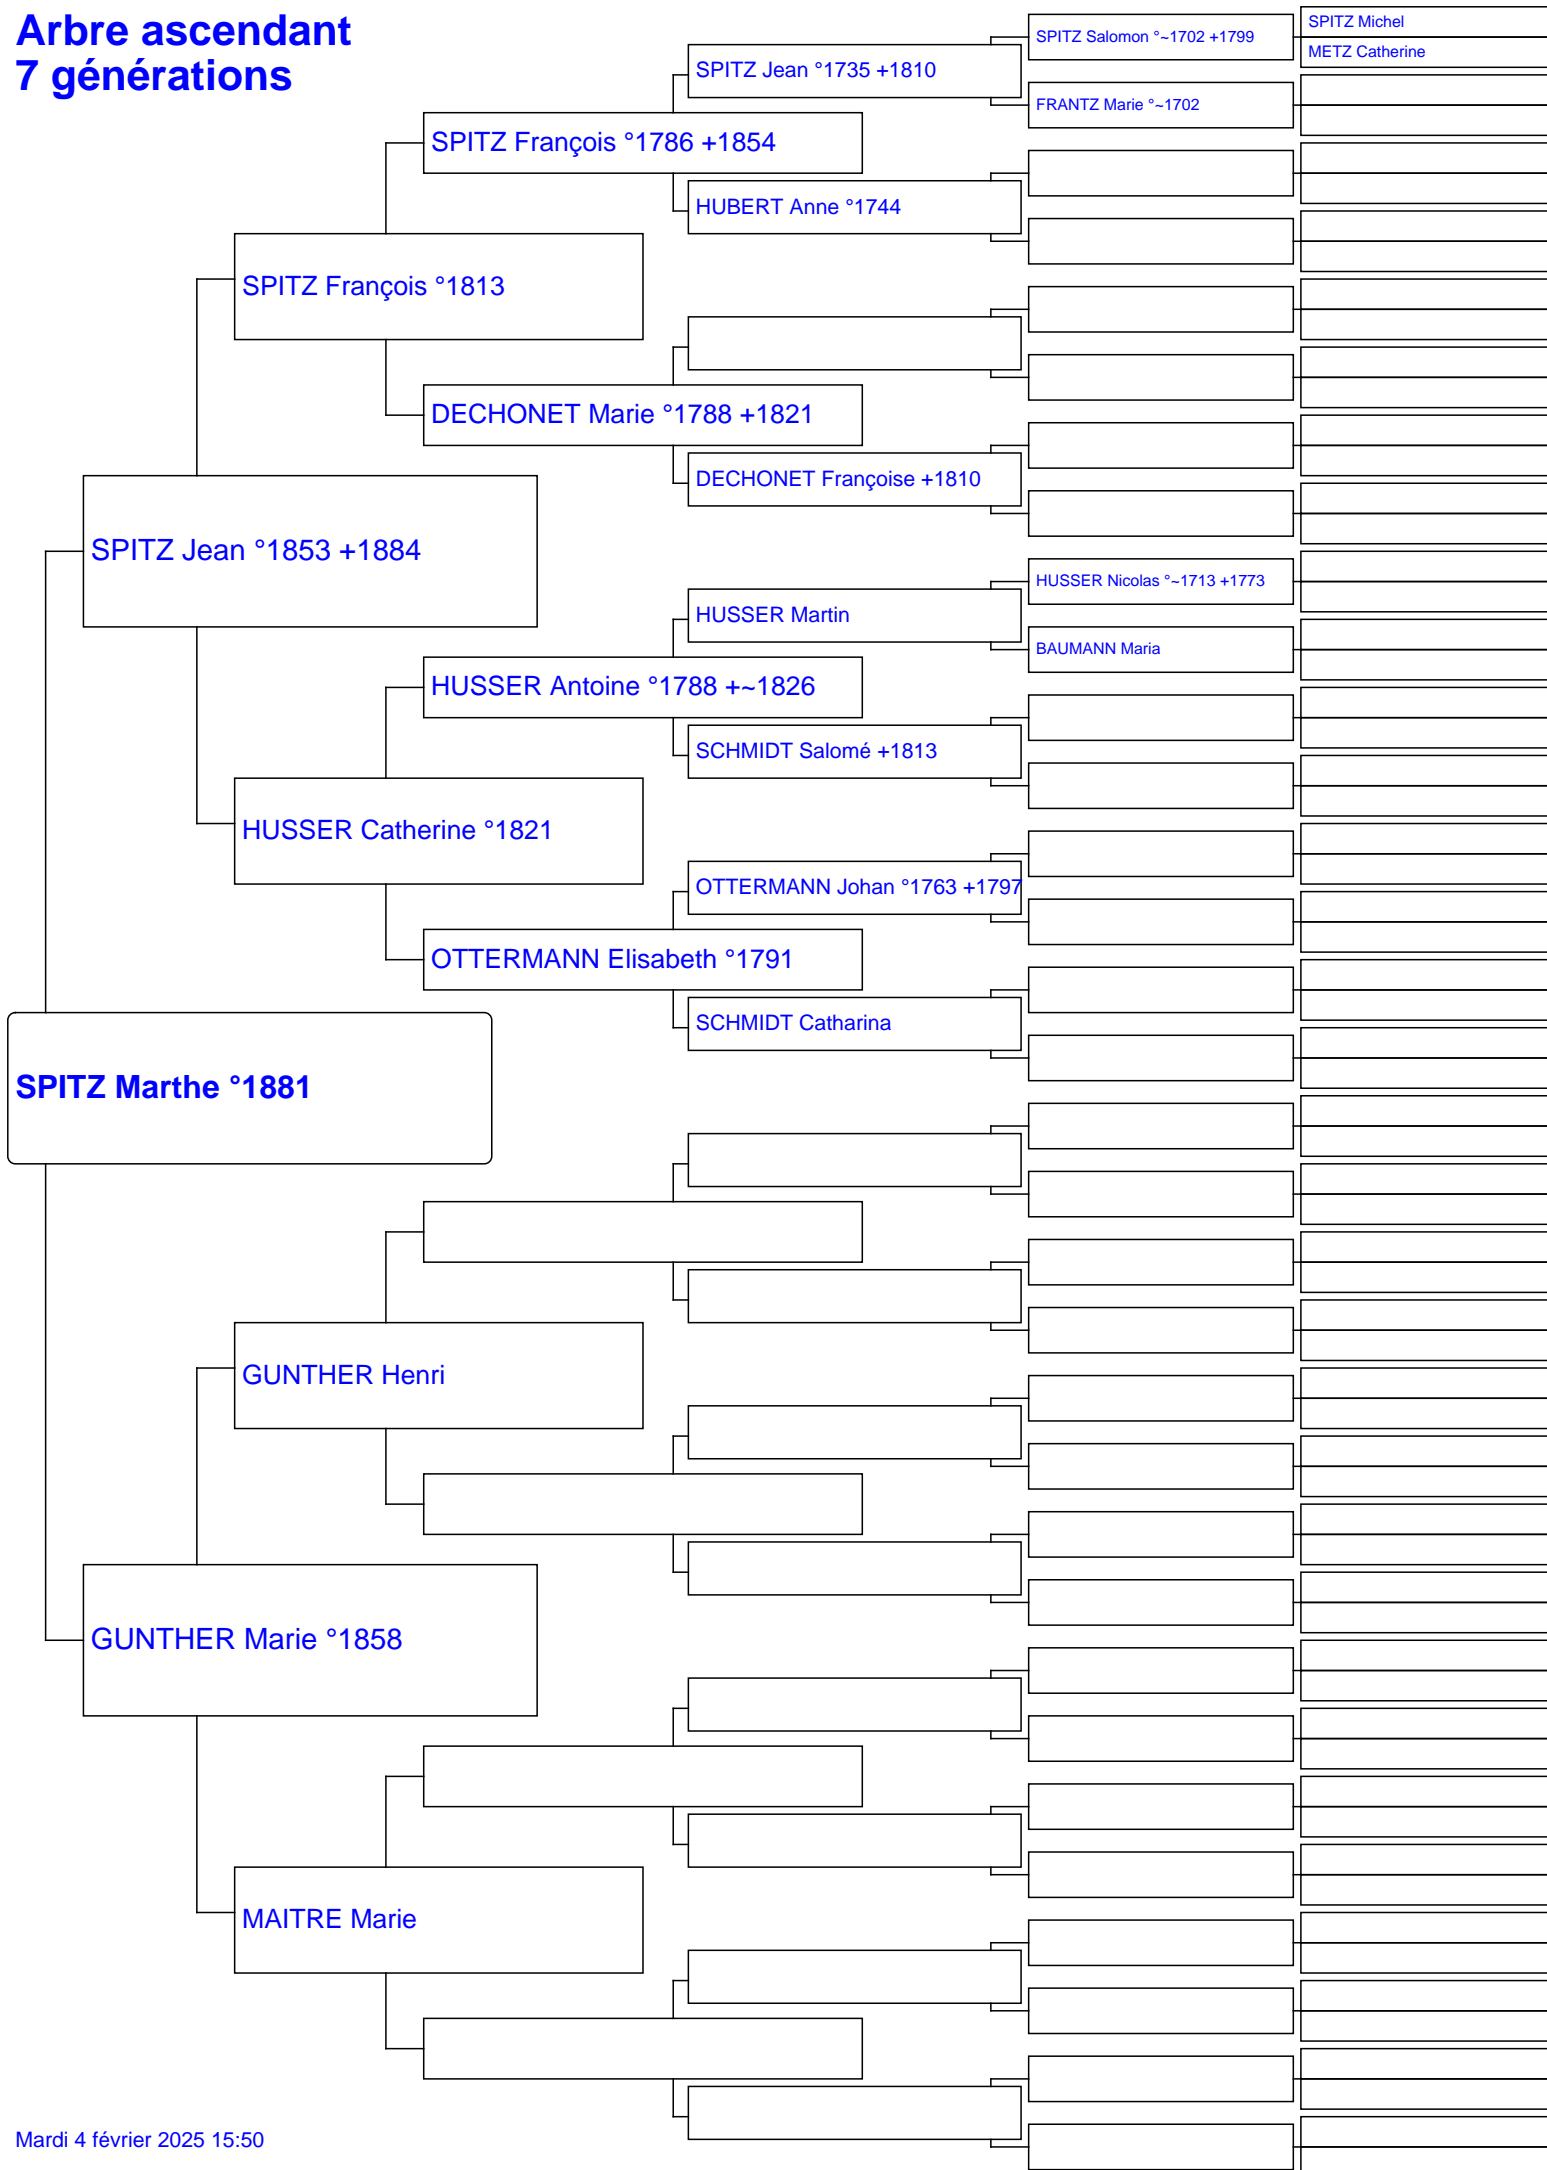 Arbre ascendant
7 générations
SPITZ Michel
METZ Catherine
SPITZ Salomon °~1702 +1799
SPITZ Jean °1735 +1810
FRANTZ Marie °~1702
SPITZ François °1786 +1854
HUBERT Anne °1744
SPITZ François °1813
DECHONET Marie °1788 +1821
DECHONET Françoise +1810
SPITZ Jean °1853 +1884
HUSSER Nicolas °~1713 +1773
HUSSER Martin
BAUMANN Maria
HUSSER Antoine °1788 +~1826
SCHMIDT Salomé +1813
HUSSER Catherine °1821
OTTERMANN Johan °1763 +1797
OTTERMANN Elisabeth °1791
SCHMIDT Catharina
SPITZ Marthe °1881
GUNTHER Henri
GUNTHER Marie °1858
MAITRE Marie
Mardi 4 février 2025 15:50